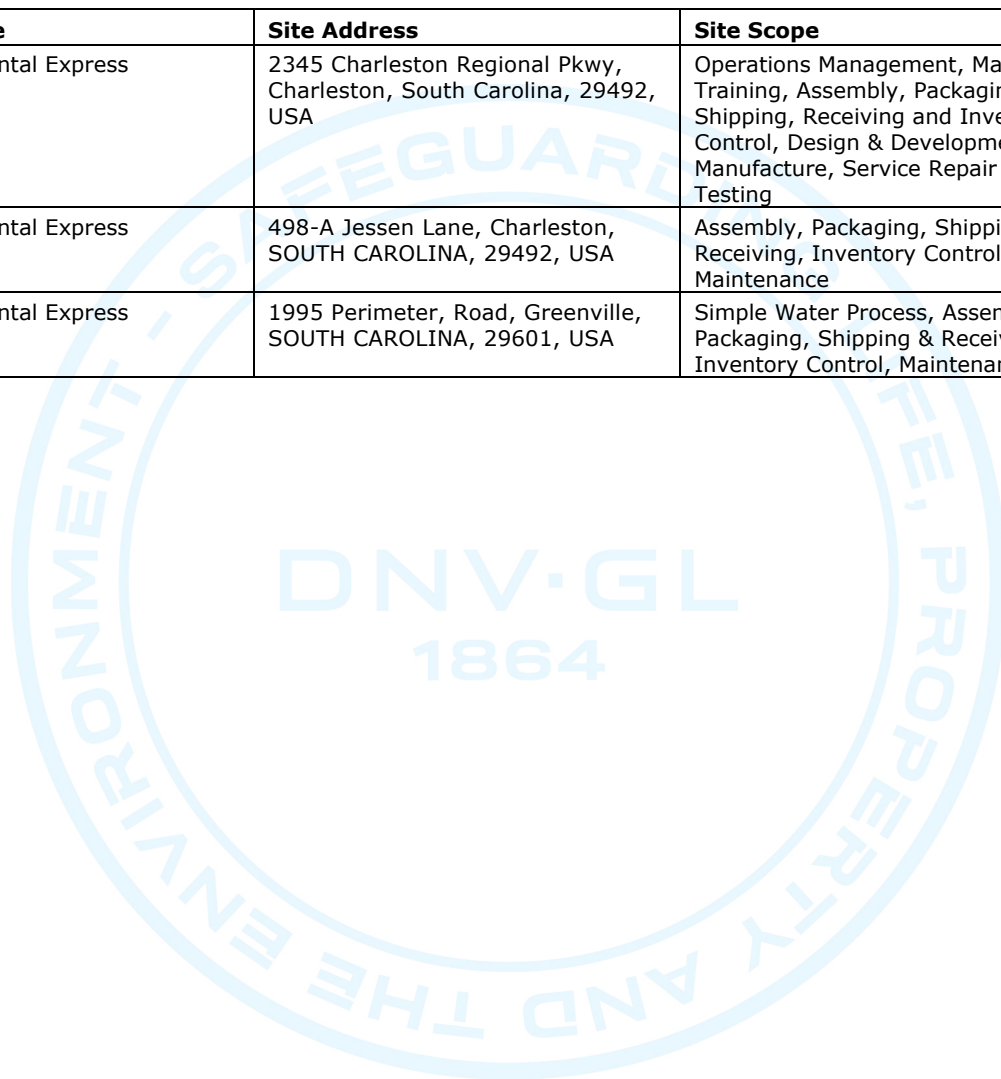 e Site Address Site Scope
ntal Express 2345 Charleston Regional Pkwy, Operations Management, Ma
Charleston, South Carolina, 29492, Training, Assembly, Packagin
USA Shipping, Receiving and Inve
Control, Design & Developme
Manufacture, Service Repair
Testing
ntal Express 498-A Jessen Lane, Charleston, Assembly, Packaging, Shippi
SOUTH CAROLINA, 29492, USA Receiving, Inventory Control
Maintenance
ntal Express 1995 Perimeter, Road, Greenville, Simple Water Process, Assem
SOUTH CAROLINA, 29601, USA Packaging, Shipping & Receiv
Inventory Control, Maintenan
SAFEGUARDING LIFE, PROPERTY AND THE ENVIRONMENT -
DNV·GL
1864